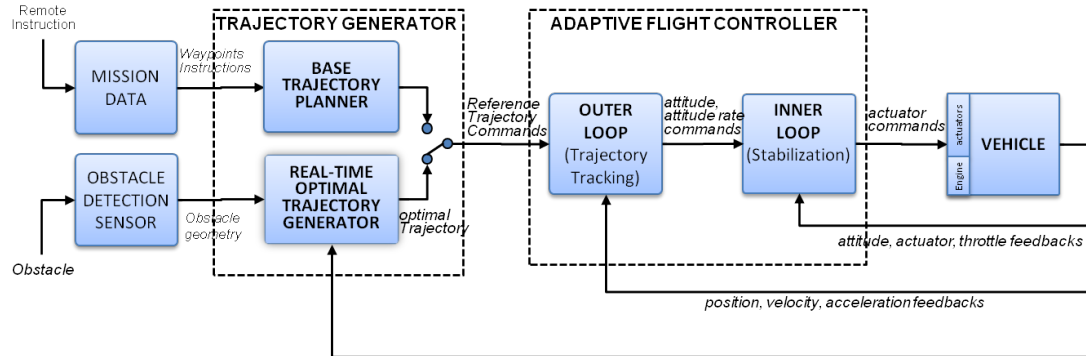 Remote
Instruction
TRAJECTORY GENERATOR
ADAPTIVE FLIGHT CONTROLLER
MISSION
DATA
Waypoints
Instructions
BASE
TRAJECTORY
PLANNER
Reference
Trajectory
Commands
OUTER
LOOP
(Trajectory
Tracking)
attitude,
attitude rate
commands
INNER
LOOP
(Stabilization)
actuator
commands
actuators
Engine
VEHICLE
OBSTACLE
DETECTION
SENSOR
Obstacle
geometry
REAL-TIME
OPTIMAL
TRAJECTORY
GENERATOR
optimal
Trajectory
Obstacle
attitude, actuator, throttle feedbacks
position, velocity, acceleration feedbacks